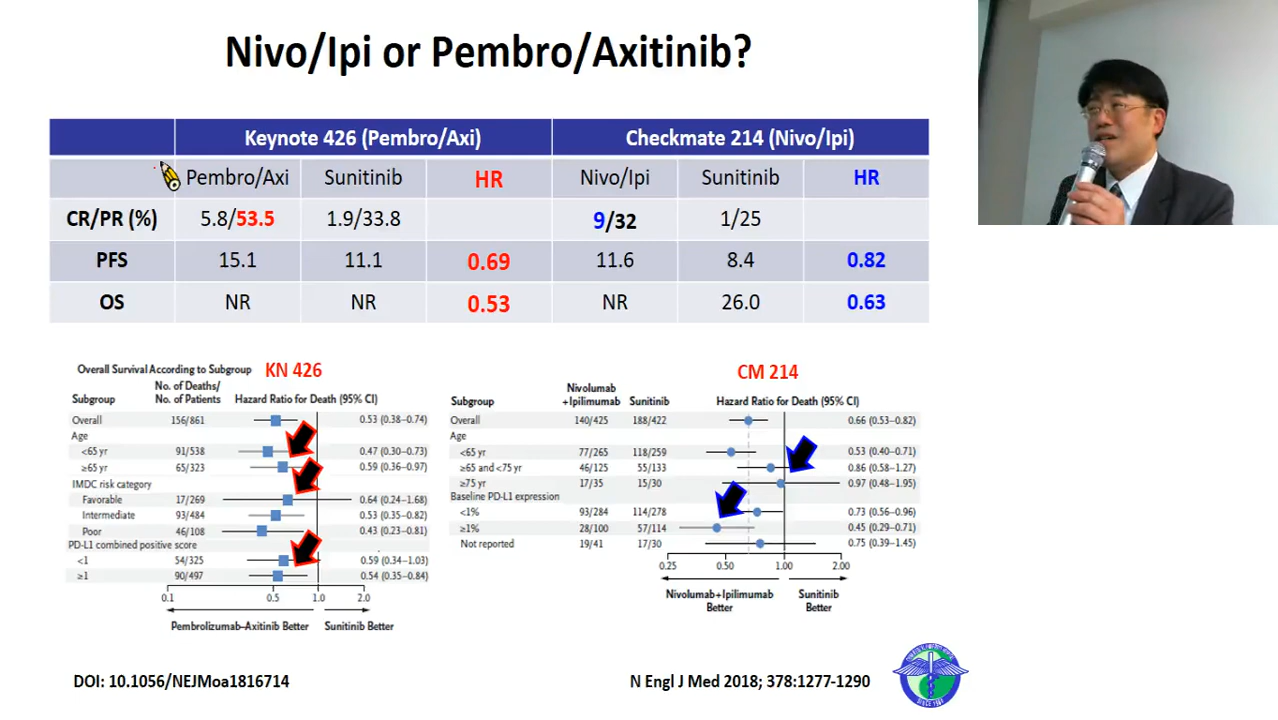 Nivo/Ipi or Pembro/Axitinib?
Keynote 426 (Pembro/Axi) Checkmate 214 (Nivo/Ipi)
Pembro/Axi Sunitinib HR Nivo/Ipi Sunitinib HR
CR/PR (%) 5.8/53.5 1.9/33.8 9/32 1/25
PFS 15.1 11.1 0.69 11.6 8.4 0.82
OS NR NR 0.53 NR 26.0 0.63
Overall Survival According to Subgroup KN 426
No. of Deaths/
Subgroup No. of Patients Hazard Ratio for Death (95% CI)
Overall 156/861 0.53 (0.38–0.74)
Age
<65 yr 91/538 0.47 (0.30–0.73)
≥65 yr 65/323 0.59 (0.36–0.97)
IMDC risk category
Favorable 17/269 0.64 (0.24–1.68)
Intermediate 93/484 0.53 (0.35–0.82)
Poor 46/108 0.43 (0.23–0.81)
PD-L1 combined positive score
<1 54/325 0.59 (0.34–1.03)
≥1 90/497 0.54 (0.35–0.84)
0.1 0.5 1.0 2.0
Pembrolizumab–Axitinib Better Sunitinib Better
CM 214
Nivolumab
Subgroup +Ipilimumab Sunitinib Hazard Ratio for Death (95% CI)
Overall 140/425 188/422 0.66 (0.53–0.82)
Age
<65 yr 77/265 118/259 0.53 (0.40–0.71)
≥65 and <75 yr 46/125 55/133 0.86 (0.58–1.27)
≥75 yr 17/35 15/30 0.97 (0.48–1.95)
Baseline PD-L1 expression
<1% 93/284 114/278 0.73 (0.56–0.96)
≥1% 28/100 57/114 0.45 (0.29–0.71)
Not reported 19/41 17/30 0.75 (0.39–1.45)
0.25 0.50 1.00 2.00
Nivolumab+Ipilimumab Sunitinib
Better Better
DOI: 10.1056/NEJMoa1816714 N Engl J Med 2018; 378:1277-1290